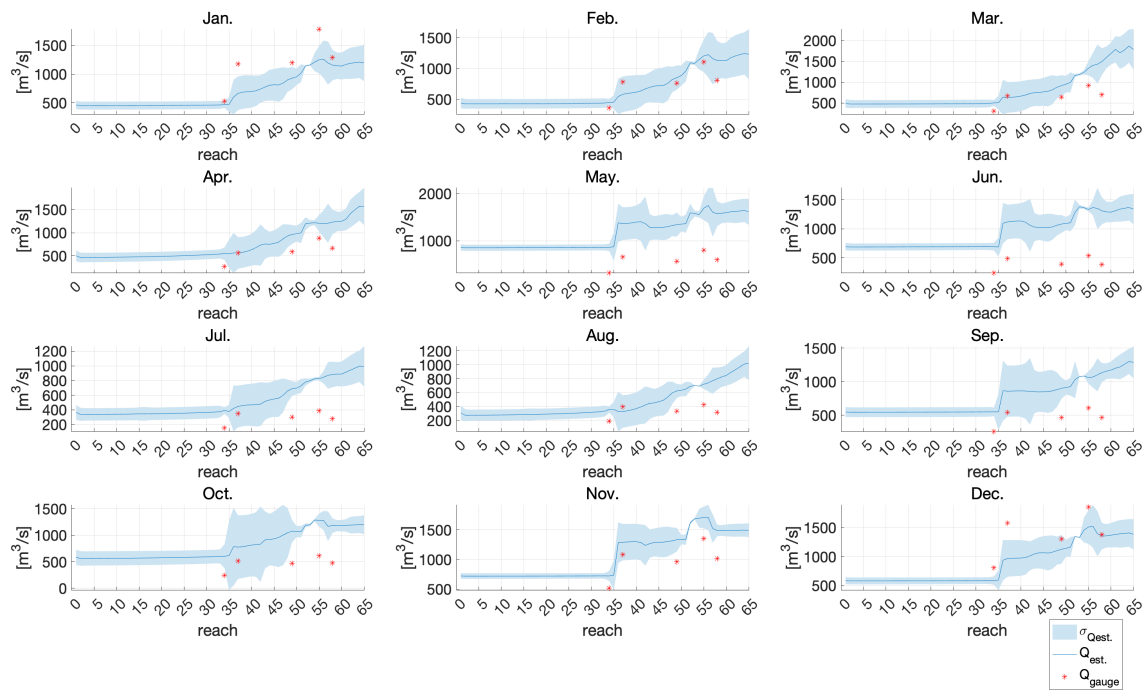 Jan. Feb. Mar.
[m³/s] 1500 1000 500
0 5 10 15 20 25 30 35 40 45 50 55 60 65
reach
[m³/s] 1500 1000 500
0 5 10 15 20 25 30 35 40 45 50 55 60 65
reach
[m³/s] 2000 1500 1000 500
0 5 10 15 20 25 30 35 40 45 50 55 60 65
reach
Apr. May. Jun.
[m³/s] 1500 1000 500
0 5 10 15 20 25 30 35 40 45 50 55 60 65
reach
[m³/s] 2000 1000
0 5 10 15 20 25 30 35 40 45 50 55 60 65
reach
[m³/s] 1500 1000 500
0 5 10 15 20 25 30 35 40 45 50 55 60 65
reach
Jul. Aug. Sep.
[m³/s] 1200 1000 800 600 400 200
0 5 10 15 20 25 30 35 40 45 50 55 60 65
reach
[m³/s] 1200 1000 800 600 400 200
0 5 10 15 20 25 30 35 40 45 50 55 60 65
reach
[m³/s] 1500 1000 500
0 5 10 15 20 25 30 35 40 45 50 55 60 65
reach
Oct. Nov. Dec.
[m³/s] 1500 1000 500 0
0 5 10 15 20 25 30 35 40 45 50 55 60 65
reach
[m³/s] 1500 1000 500
0 5 10 15 20 25 30 35 40 45 50 55 60 65
reach
[m³/s] 1500 1000 500
0 5 10 15 20 25 30 35 40 45 50 55 60 65
reach
σQest.
Qest.
Qgauge